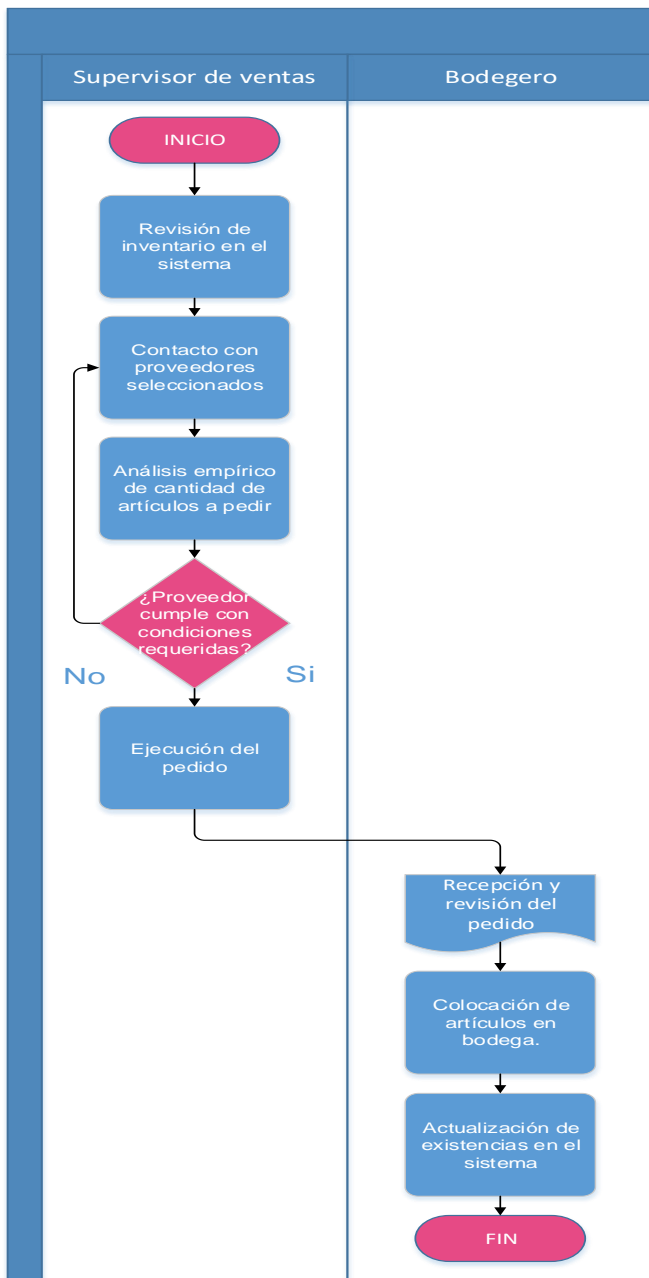 Supervisor de ventas
Bodegero
INICIO
Revisión de
inventario en el
sistema
Contacto con
proveedores
seleccionados
Análisis empírico
de cantidad de
artículos a pedir
¿Proveedor
cumple con
condiciones
requeridas?
No
Si
Ejecución del
pedido
Recepción y
revisión del
pedido
Colocación de
artículos en
bodega.
Actualización de
existencias en el
sistema
FIN